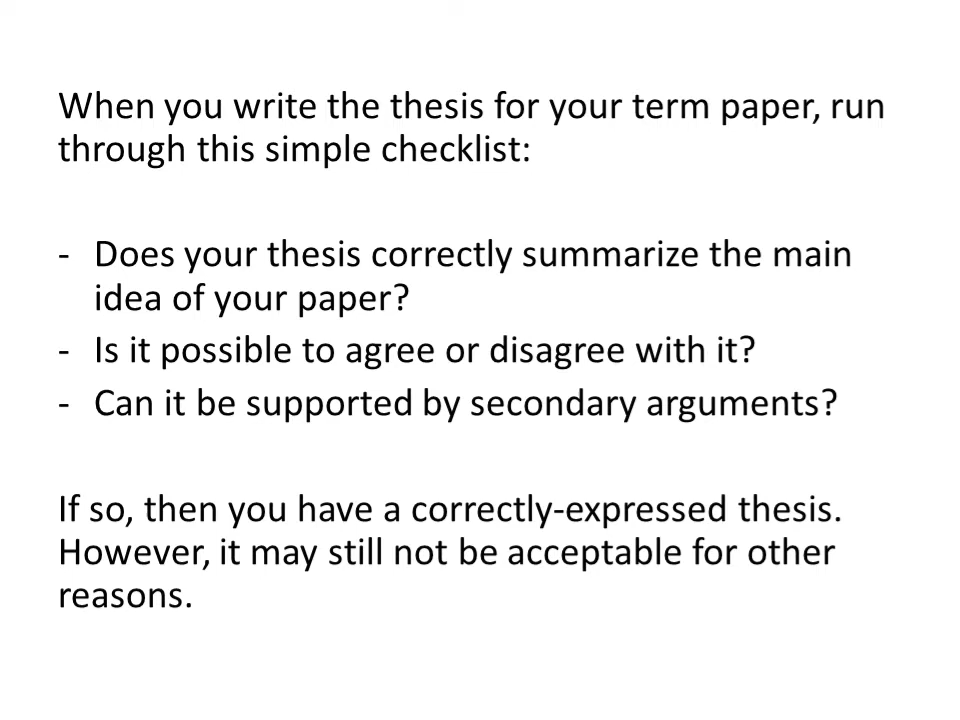 When you write the thesis for your term paper, run
through this simple checklist:
- Does your thesis correctly summarize the main
idea of your paper?
- Is it possible to agree or disagree with it?
- Can it be supported by secondary arguments?
If so, then you have a correctly-expressed thesis.
However, it may still not be acceptable for other
reasons.